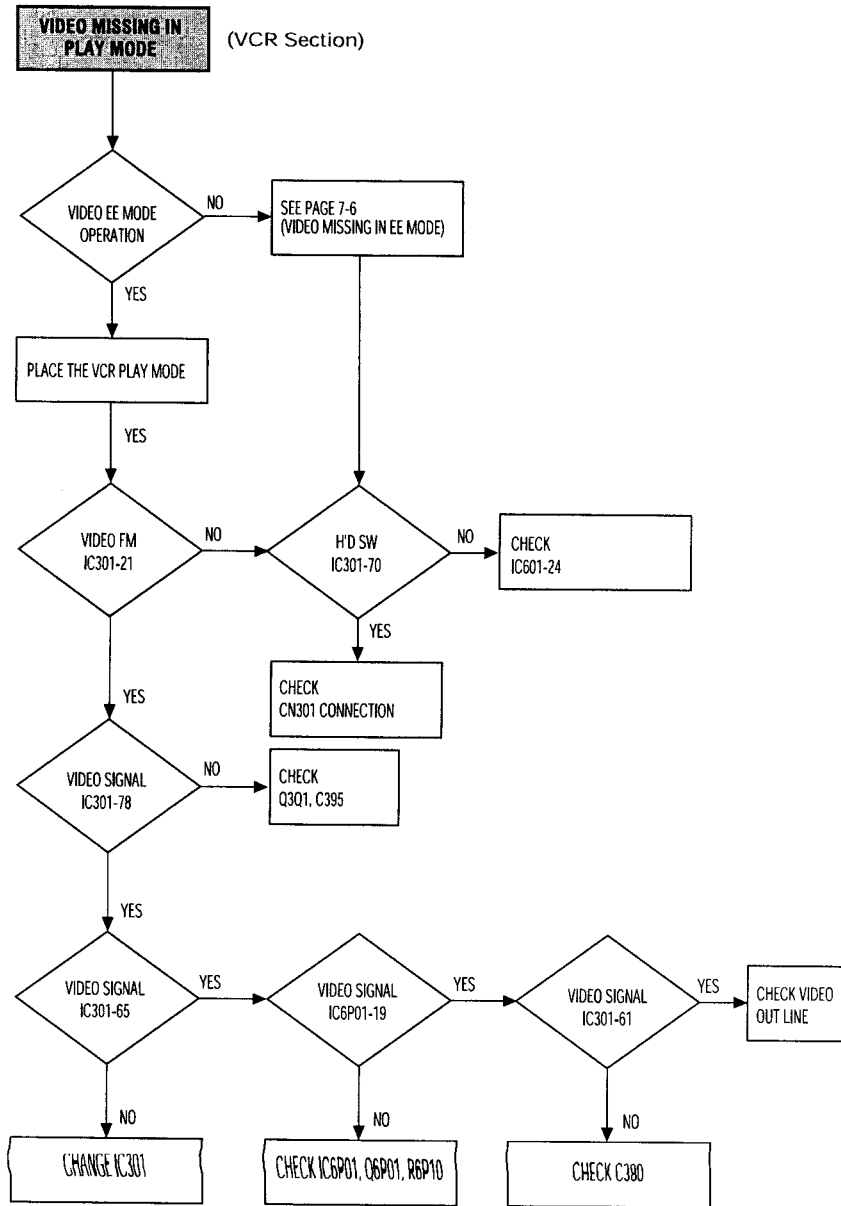 VIDEO MISSING IN
PLAY MODE
(VCR Section)
VIDEO EE MODE
OPERATION
NO
SEE PAGE 7-6
(VIDEO MISSING IN EE MODE)
YES
PLACE THE VCR PLAY MODE
YES
VIDEO FM
IC301-21
NO
H'D SW
IC301-70
NO
CHECK
IC601-24
YES
CHECK
CN301 CONNECTION
YES
VIDEO SIGNAL
IC301-78
NO
CHECK
Q3Q1, C395
YES
VIDEO SIGNAL
IC301-65
YES
VIDEO SIGNAL
IC6P01-19
YES
VIDEO SIGNAL
IC301-61
YES
CHECK VIDEO
OUT LINE
NO
CHANGE IC301
NO
CHECK IC6P01, Q6P01, R6P10
NO
CHECK C380